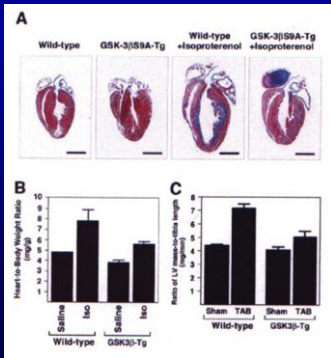 A
Wild-type
GSK-3βS9A-Tg
Wild-type
+Isoproterenol
GSK-3βS9A-Tg
+Isoproterenol
B
Heart-to-Body Weight Ratio
(mg/g)
10
9
8
7
6
5
4
3
2
1
Saline
Iso
Saline
Iso
Wild-type
GSK3β-Tg
C
Ratio of LV mass-to-tibia length
(mg/mm)
8
7
6
5
4
3
2
1
Sham TAB Sham TAB
Wild-type
GSK3β-Tg